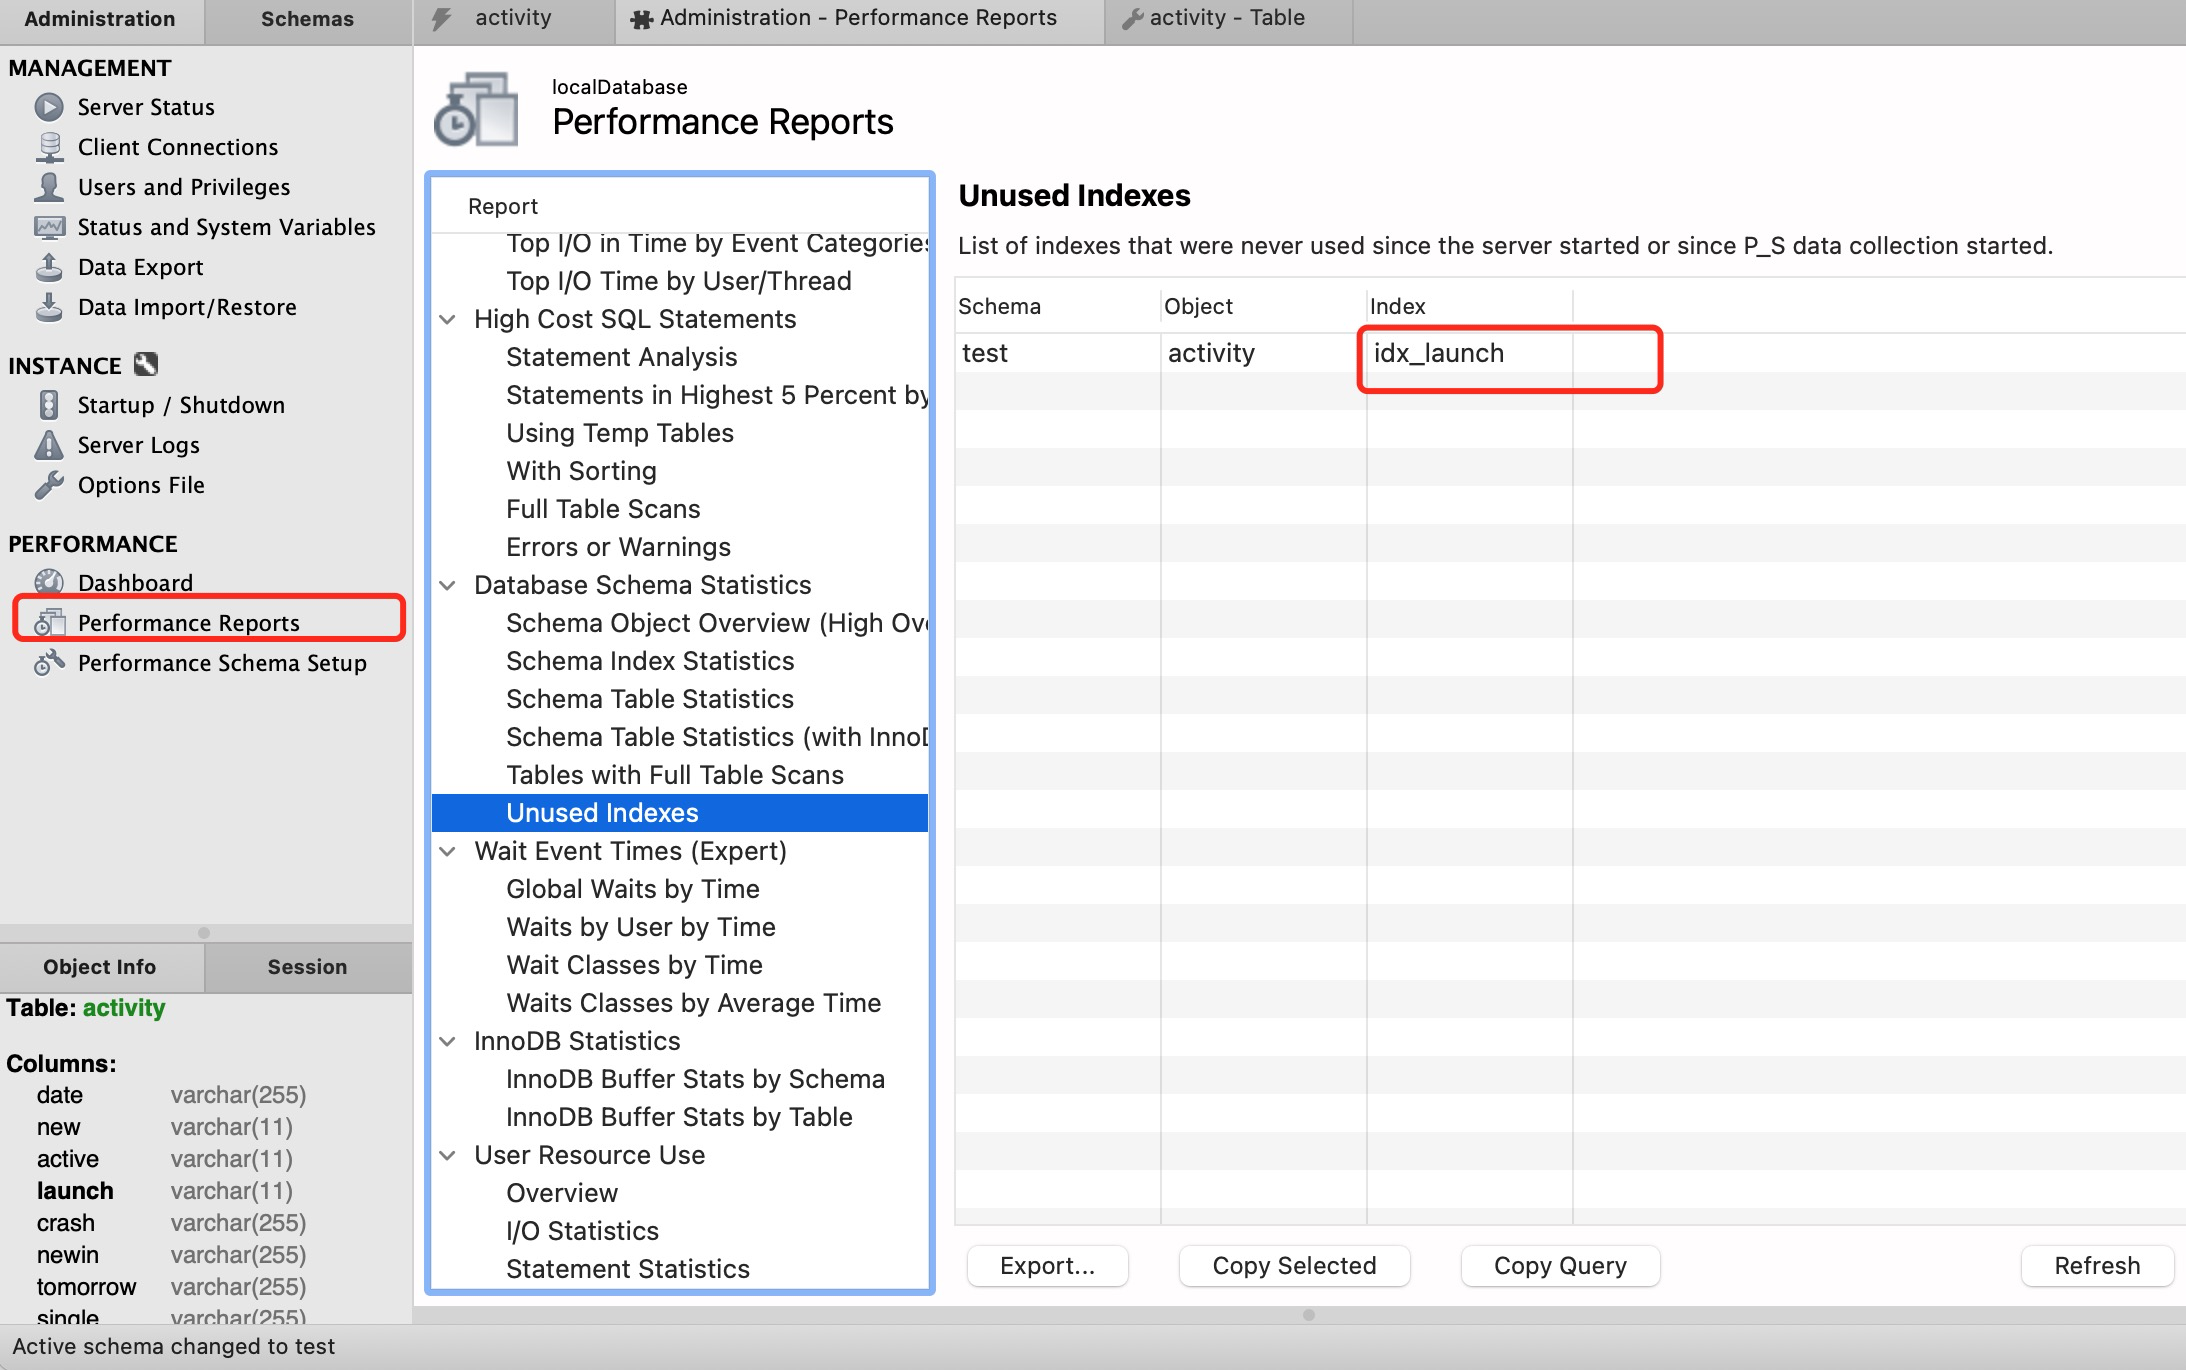 Administration
Schemas
activity
Administration - Performance Reports
activity - Table
MANAGEMENT
Server Status
Client Connections
Users and Privileges
Status and System Variables
Data Export
Data Import/Restore
INSTANCE
Startup / Shutdown
Server Logs
Options File
PERFORMANCE
Dashboard
Performance Reports
Performance Schema Setup
Object Info
Session
Table: activity
Columns:
date varchar(255)
new varchar(11)
active varchar(11)
launch varchar(11)
crash varchar(255)
newin varchar(255)
tomorrow varchar(255)
single varchar(255)
localDatabase
Performance Reports
Report
Top I/O in Time by Event Categories
Top I/O Time by User/Thread
High Cost SQL Statements
Statement Analysis
Statements in Highest 5 Percent by
Using Temp Tables
With Sorting
Full Table Scans
Errors or Warnings
Database Schema Statistics
Schema Object Overview (High Ove
Schema Index Statistics
Schema Table Statistics
Schema Table Statistics (with InnoD
Tables with Full Table Scans
Unused Indexes
Wait Event Times (Expert)
Global Waits by Time
Waits by User by Time
Wait Classes by Time
Waits Classes by Average Time
InnoDB Statistics
InnoDB Buffer Stats by Schema
InnoDB Buffer Stats by Table
User Resource Use
Overview
I/O Statistics
Statement Statistics
Unused Indexes
List of indexes that were never used since the server started or since P_S data collection started.
Schema Object Index
test activity idx_launch
Export...
Copy Selected
Copy Query
Refresh
Active schema changed to test